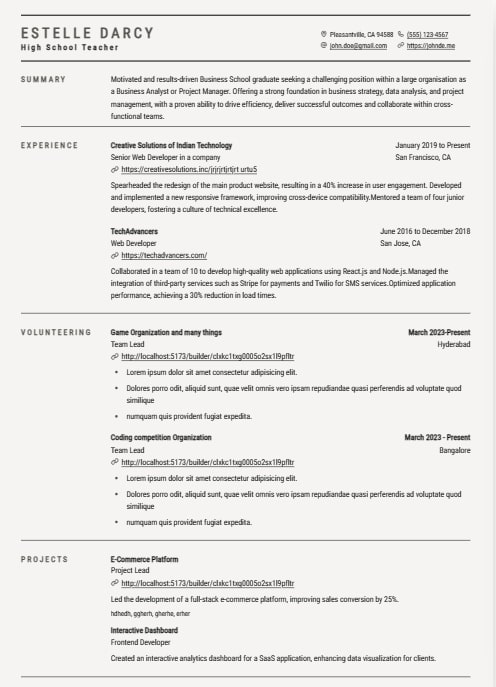 ESTELLE DARCY
High School Teacher
Pleasantville, CA 94588 (555) 123-4567
john.doe@gmail.com https://johnde.me
SUMMARY
Motivated and results-driven Business School graduate seeking a challenging position within a large organisation as
a Business Analyst or Project Manager. Offering a strong foundation in business strategy, data analysis, and project
management, with a proven ability to drive efficiency, deliver successful outcomes and collaborate within cross-
functional teams.
EXPERIENCE
Creative Solutions of Indian Technology January 2019 to Present
Senior Web Developer in a company San Francisco, CA
https://creativesolutions.inc/jrjrjrtjrtjrt urtu5
Spearheaded the redesign of the main product website, resulting in a 40% increase in user engagement. Developed
and implemented a new responsive framework, improving cross-device compatibility.Mentored a team of four junior
developers, fostering a culture of technical excellence.
TechAdvancers June 2016 to December 2018
Web Developer San Jose, CA
https://techadvancers.com/
Collaborated in a team of 10 to develop high-quality web applications using React.js and Node.js.Managed the
integration of third-party services such as Stripe for payments and Twilio for SMS services.Optimized application
performance, achieving a 30% reduction in load times.
VOLUNTEERING
Game Organization and many things March 2023-Present
Team Lead Hyderabad
http://localhost:5173/builder/clxkc1txg0005o2sx1l9pfltr
• Lorem ipsum dolor sit amet consectetur adipisicing elit.
• Dolores porro odit, aliquid sunt, quae velit omnis vero ipsam repudiandae quasi perferendis ad voluptate quod
similique
• numquam quis provident fugiat expedita.
Coding competition Organization March 2023 - Present
Team Lead Bangalore
http://localhost:5173/builder/clxkc1txg0005o2sx1l9pfltr
• Lorem ipsum dolor sit amet consectetur adipisicing elit.
• Dolores porro odit, aliquid sunt, quae velit omnis vero ipsam repudiandae quasi perferendis ad voluptate quod
similique
• numquam quis provident fugiat expedita.
PROJECTS
E-Commerce Platform
Project Lead
http://localhost:5173/builder/clxkc1txg0005o2sx1l9pfltr
Led the development of a full-stack e-commerce platform, improving sales conversion by 25%.
hdhedh, ggherh, gherhe, erher
Interactive Dashboard
Frontend Developer
Created an interactive analytics dashboard for a SaaS application, enhancing data visualization for clients.